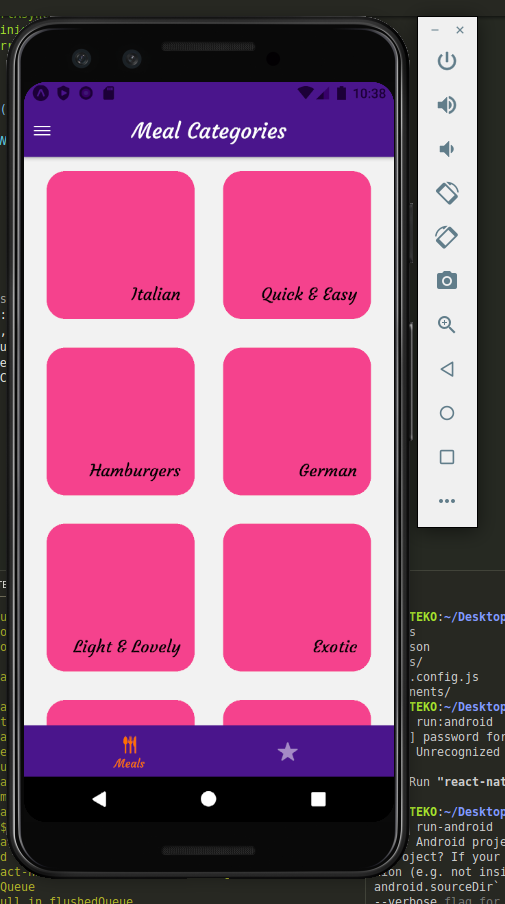 10:38
Meal Categories
Italian
Quick & Easy
Hamburgers
German
Light & Lovely
Exotic
Meals
TEKO:~/Desktop
son
.config.js
nents/
TEKO:~/Desktop
run:android
] password for
Unrecognized
Run "react-nat
TEKO:~/Desktop
run-android
Android proje
oject? If your
ion (e.g. not insi
android.sourceDir`
--verbose flag for
Queue
ull in flushedQueue